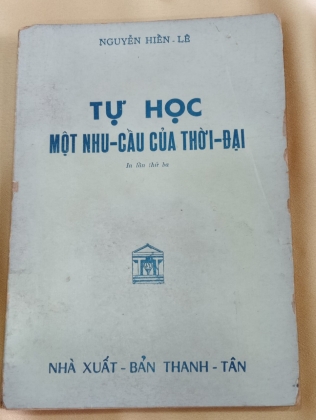 NGUYỄN HIẾN - LÊ
TỰ HỌC
MỘT NHU-CẦU CỦA THỜI-ĐẠI
In lần thứ ba
NHÀ XUẤT - BẢN THANH - TÂN